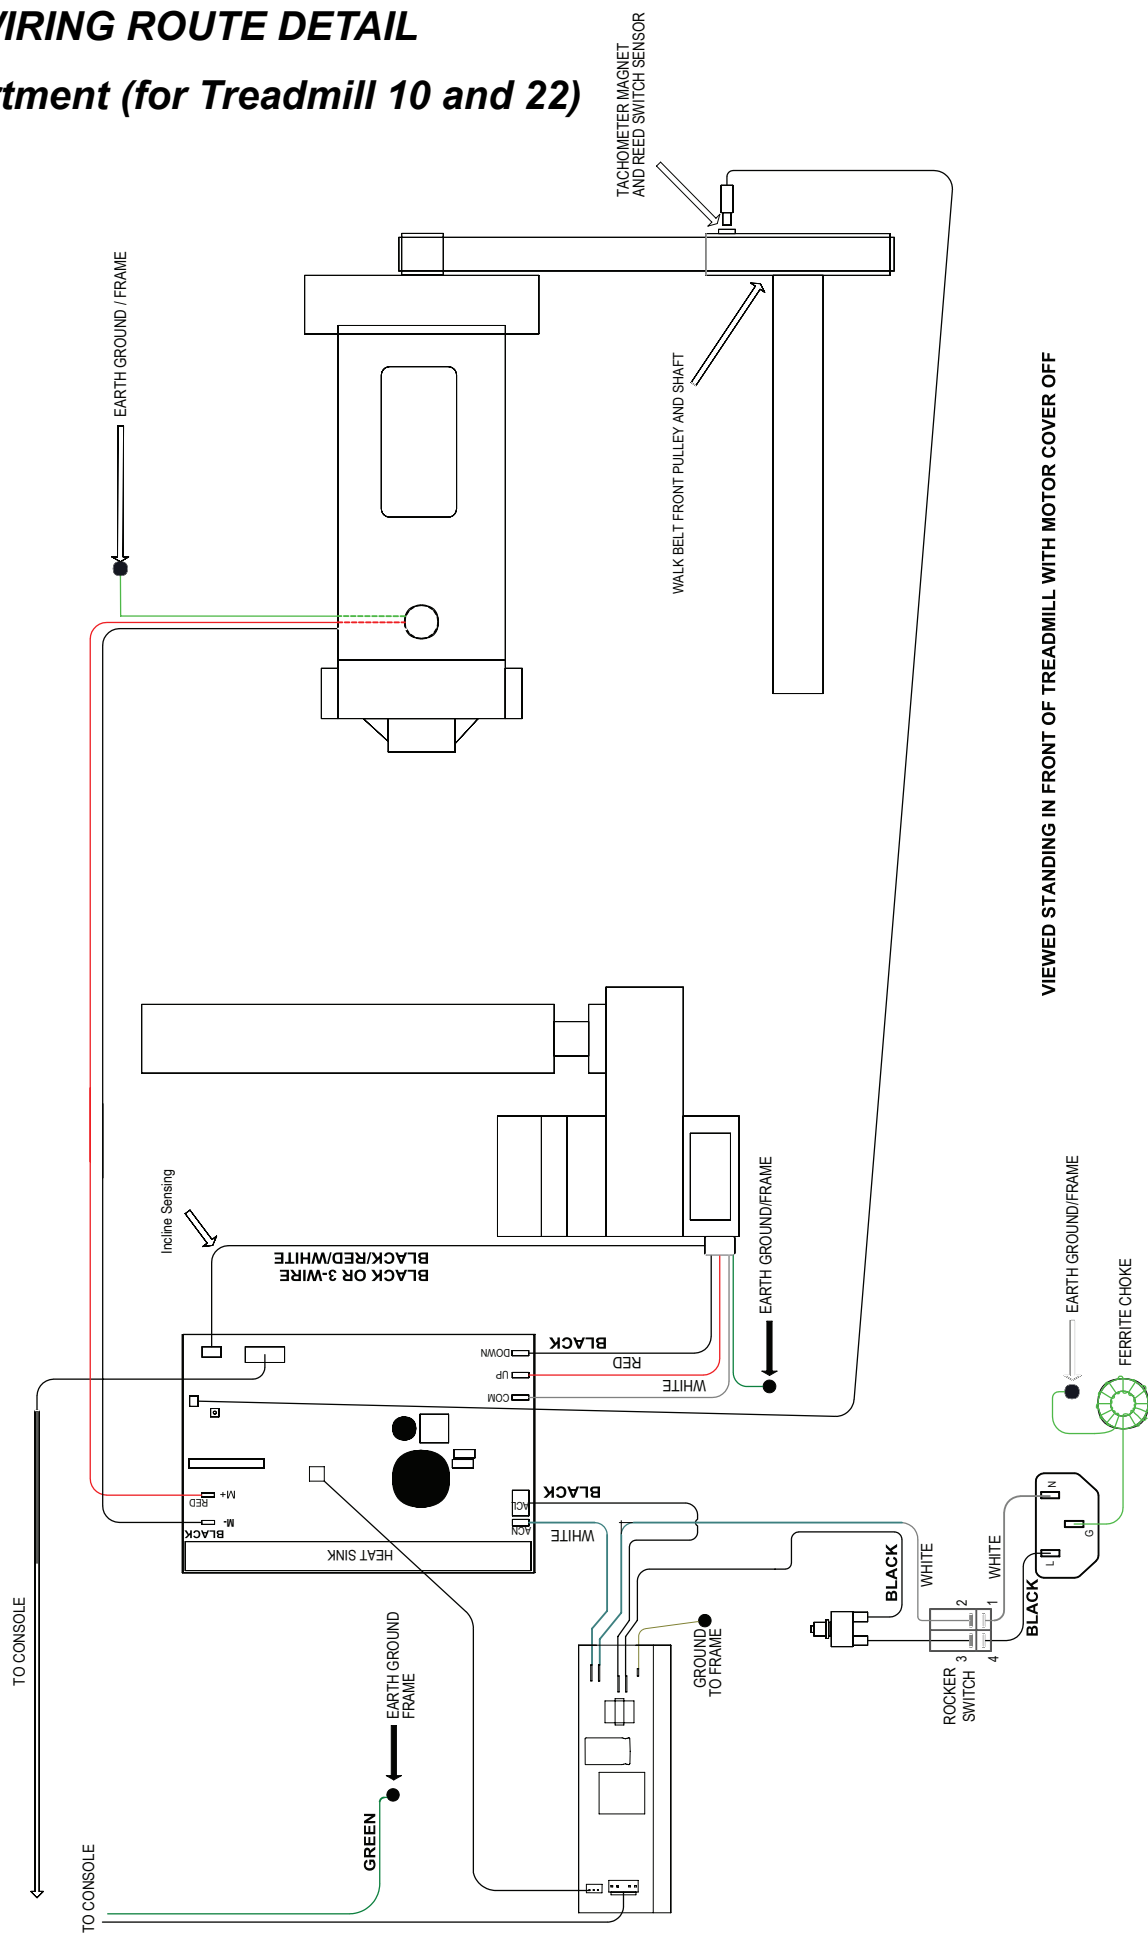 WIRING ROUTE DETAIL
rtment (for Treadmill 10 and 22)
TACHOMETER MAGNET
AND REED SWITCH SENSOR
EARTH GROUND / FRAME
WALK BELT FRONT PULLEY AND SHAFT
VIEWED STANDING IN FRONT OF TREADMILL WITH MOTOR COVER OFF
Incline Sensing
BLACK OR 3-WIRE
BLACK/RED/WHITE
EARTH GROUND/FRAME
EARTH GROUND/FRAME
FERRITE CHOKE
DOWN
BLACK
UP
RED
COM
WHITE
M+
RED
M-
BLACK
HEAT SINK
ACL
BLACK
ACN
WHITE
TO CONSOLE
EARTH GROUND
FRAME
GREEN
TO CONSOLE
GROUND
TO FRAME
BLACK
WHITE
2
1
3
4
ROCKER
SWITCH
WHITE
BLACK
N
G
L